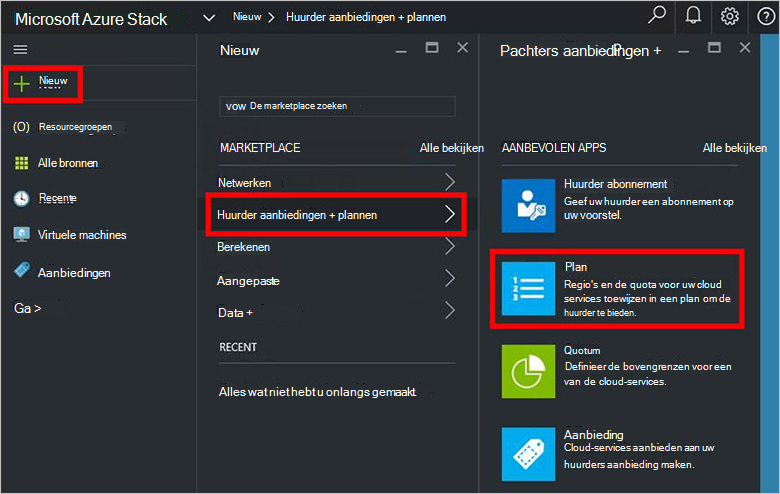 Microsoft Azure Stack
Nieuw > Huurder aanbiedingen + plannen
Nieuw
(O) Resourcegroepen
Alle bronnen
Recente
Virtuele machines
Aanbiedingen
Ga >
Nieuw
vow De marketplace zoeken
MARKETPLACE Alle bekijken
Netwerken
Huurder aanbiedingen + plannen
Berekenen
Aangepaste
Data +
RECENT
Alles wat niet hebt u onlangs gemaakt.
Pachters aanbiedingen +
AANBEVOLEN APPS Alle bekijken
Huurder abonnement
Geef uw huurder een abonnement op
uw voorstel.
Plan
Regio's en de quota voor uw cloud
services toewijzen in een plan om de
huurder te bieden.
Quotum
Definieer de bovengrenzen voor een
van de cloud-services.
Aanbieding
Cloud-services aanbieden aan uw
huurders aanbieding maken.